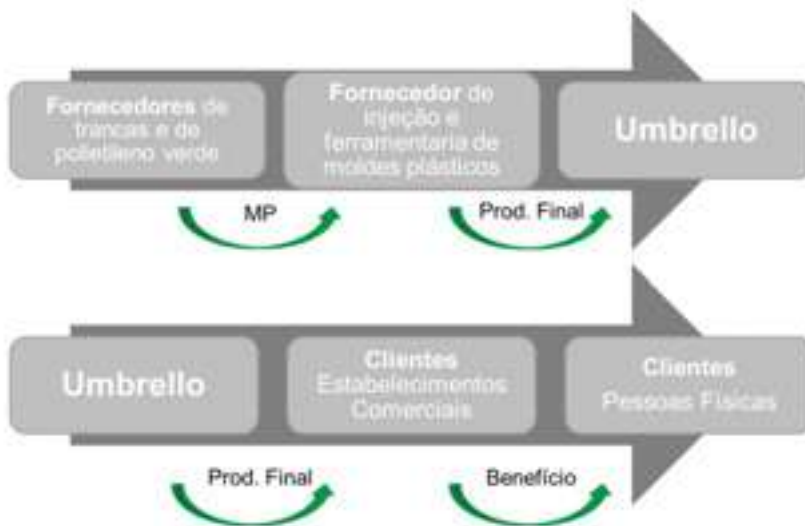 Fornecedores de
trancas e de
polietileno verde
Fornecedor de
injeção e
ferramentaria de
moldes plásticos
Umbrello
MP
Prod. Final
Umbrello
Clientes
Estabelecimentos
Comerciais
Clientes
Pessoas Físicas
Prod. Final
Benefício